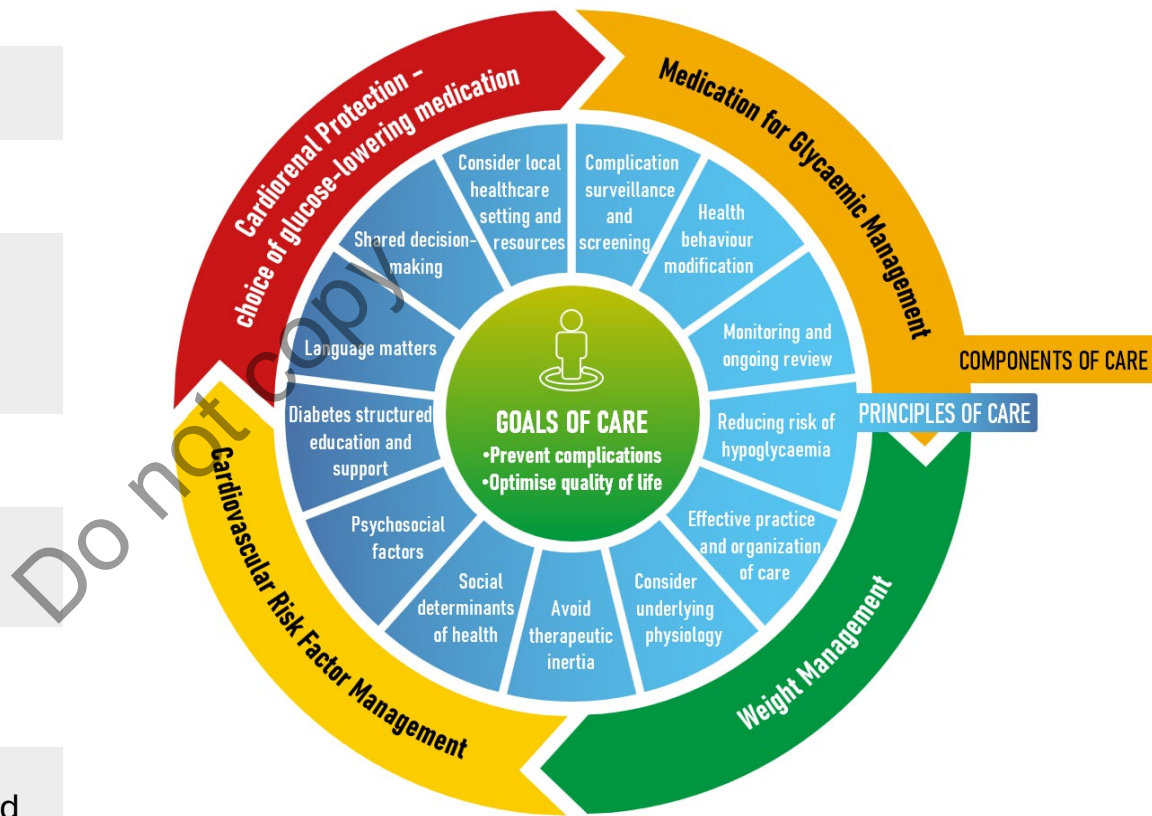 Cardiorenal Protection –
choice of glucose-lowering medication
Medication for Glycaemic Management
Consider local
healthcare
setting and
resources
Complication
surveillance
and
screening
Health
behaviour
modification
Monitoring and
ongoing review
Reducing risk of
hypoglycaemia
Effective practice
and organization
of care
Consider
underlying
physiology
Avoid
therapeutic
inertia
Social
determinants
of health
Psychosocial
factors
Diabetes structured
education and
support
Language matters
Shared decision-
making
GOALS OF CARE
•Prevent complications
•Optimise quality of life
COMPONENTS OF CARE
PRINCIPLES OF CARE
Weight Management
Cardiovascular Risk Factor Management
Do not copy